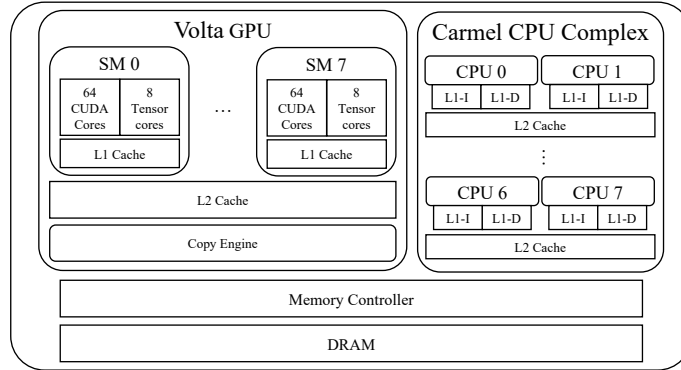 Volta GPU
SM 0
64
CUDA
Cores
8
Tensor
cores
L1 Cache
...
SM 7
64
CUDA
Cores
8
Tensor
cores
L1 Cache
L2 Cache
Copy Engine
Carmel CPU Complex
CPU 0
L1-I
L1-D
CPU 1
L1-I
L1-D
L2 Cache
⋮
CPU 6
L1-I
L1-D
CPU 7
L1-I
L1-D
L2 Cache
Memory Controller
DRAM